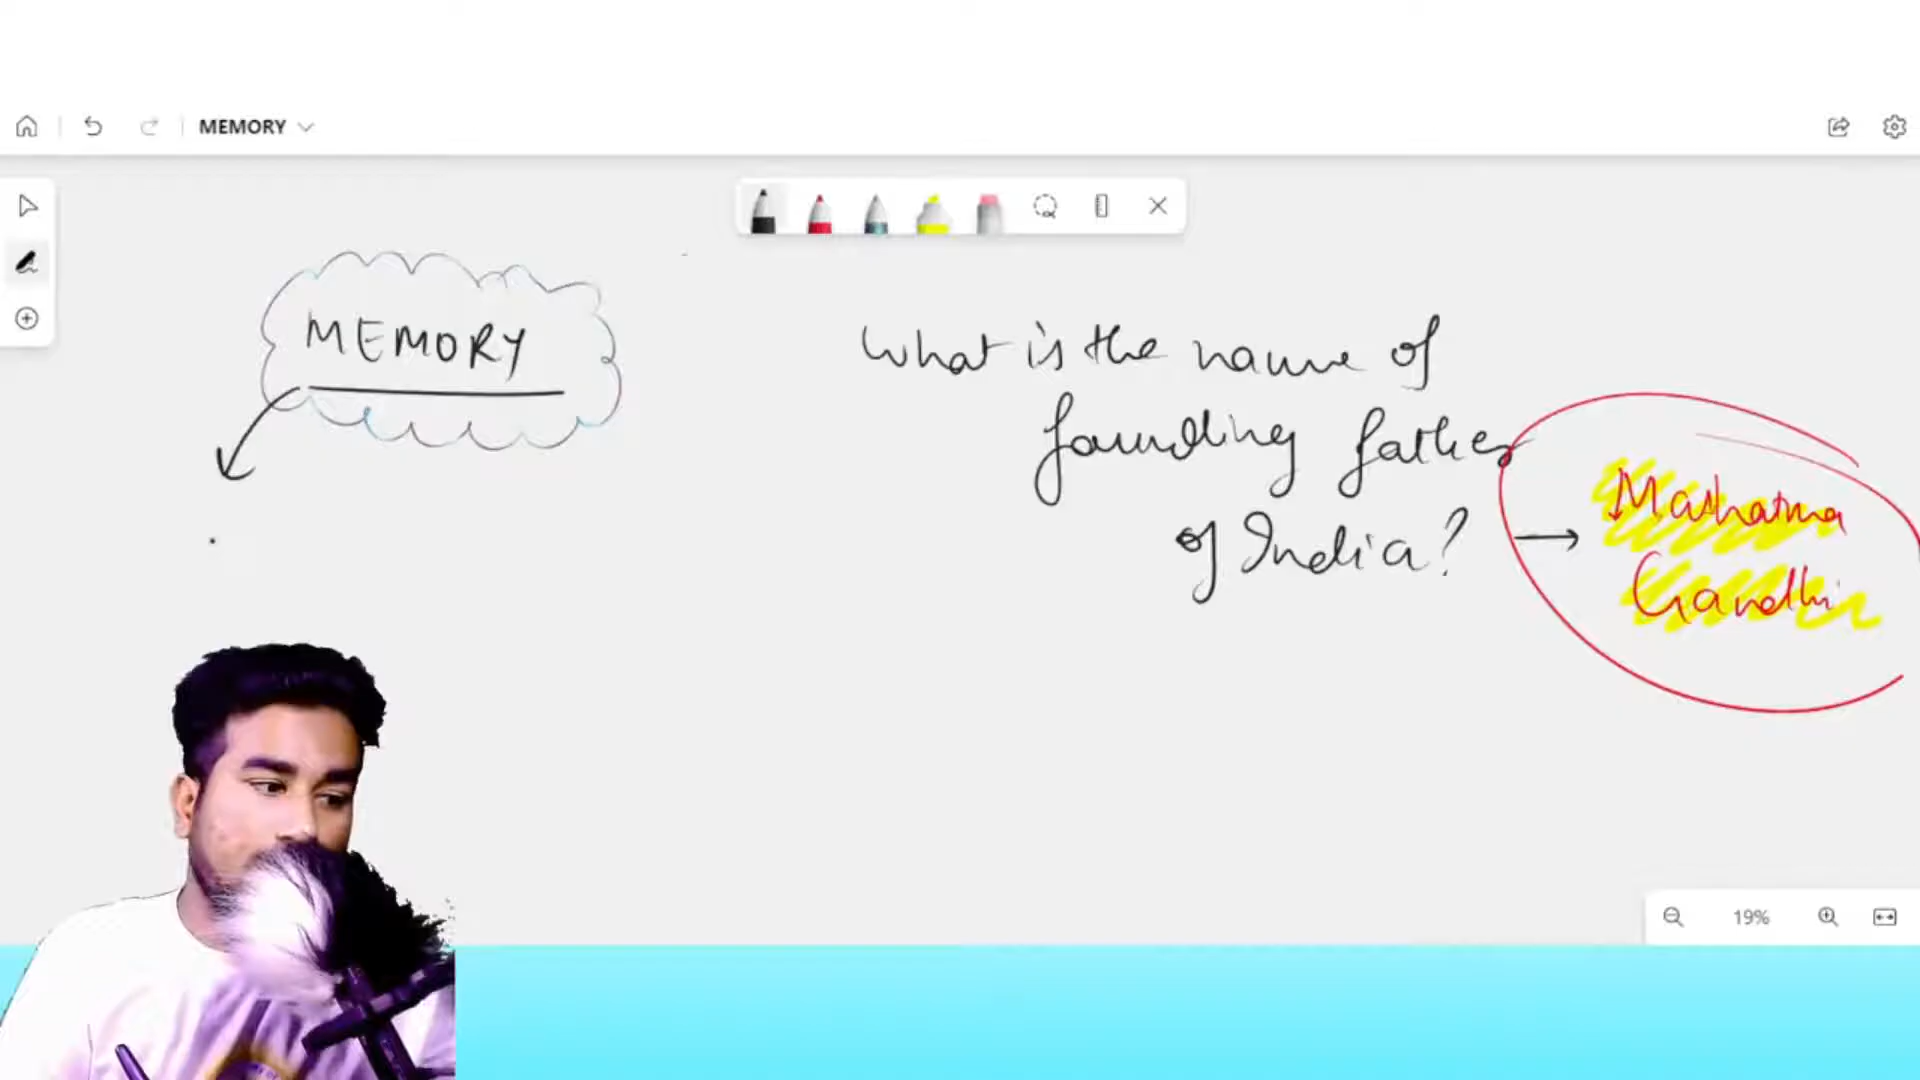 MEMORY
MEMORY
What is the name of
founding father
of India?
Mahatma
Gandhi
19%